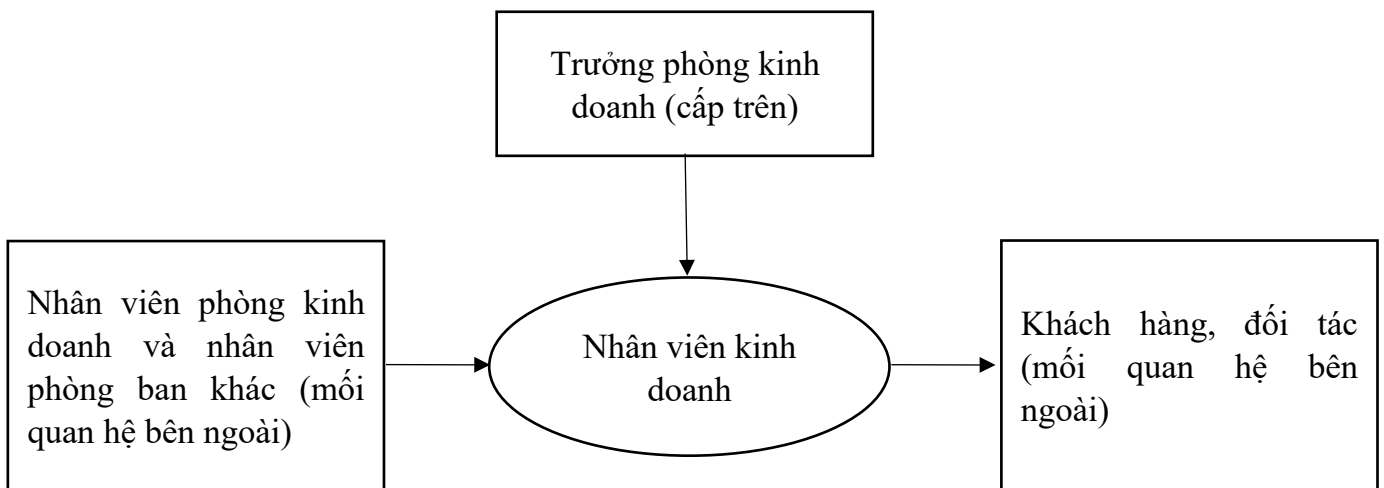 Trưởng phòng kinh
doanh (cấp trên)
Nhân viên phòng kinh
doanh và nhân viên
phòng ban khác (mối
quan hệ bên ngoài)
Nhân viên kinh
doanh
Khách hàng, đối tác
(mối quan hệ bên
ngoài)